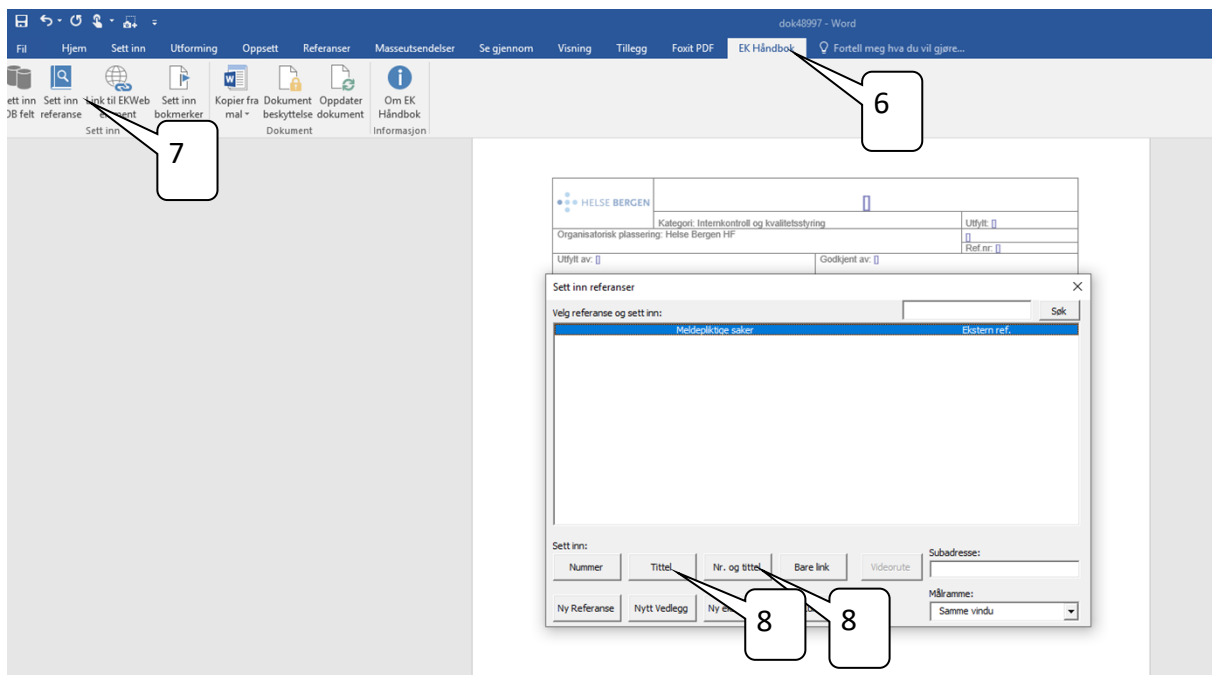 dok48997 - Word
Fil Hjem Sett inn Utforming Oppsett Referanser Masseutsendelser Se gjennom Visning Tillegg Foxit PDF EK Håndbok Fortell meg hva du vil gjøre...
6
ett inn Sett inn Link til EKWeb Sett inn Kopier fra Dokument Oppdater Om EK
DB felt referanse bokmerker mal beskyttelse dokument Håndbok
Sett inn Dokument Informasjon
7
HELSE BERGEN []
Kategori: Internkontroll og kvalitetsstyring Utfylt: []
Organisatorisk plassering: Helse Bergen HF []
Ref.nr: []
Utfylt av: [] Godkjent av: []
Sett inn referanser
Velg referanse og sett inn: Søk
Meldepliktige saker Ekstern ref.
Sett inn:
Nummer Tittel Nr. og tittel Bare link Videorute Subadresse:
Målramme:
Ny Referanse Nytt Vedlegg Ny Samme vindu
8 8